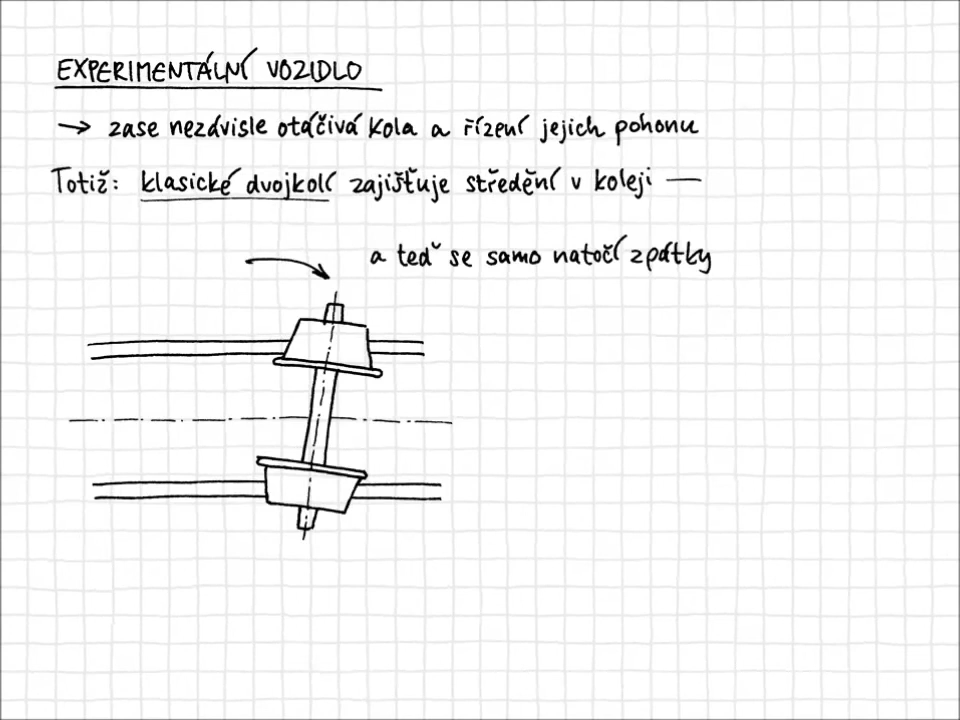 EXPERIMENTÁLNÍ VOZIDLO
→ zase nezávisle otáčivá kola a řízení jejich pohonu
Totiž: klasické dvojkolí zajišťuje středění v koleji —
a teď se samo natočí zpátky